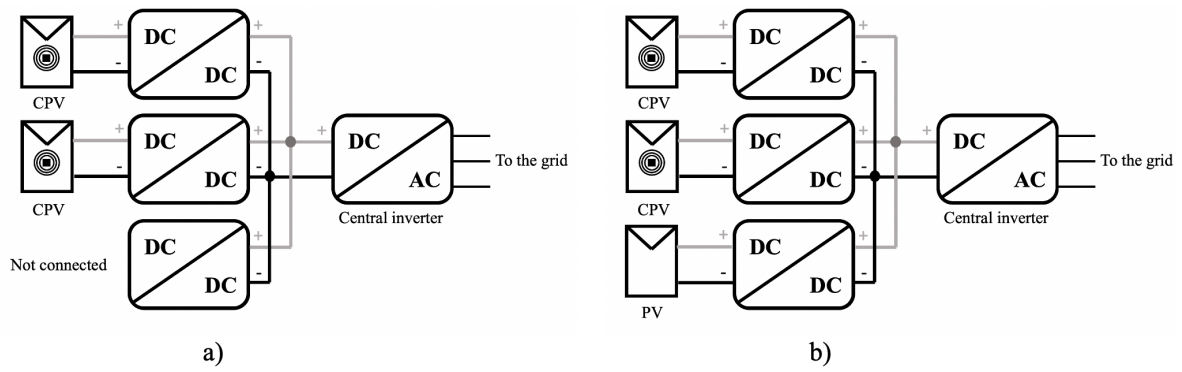 + DC + + DC +
- DC - - DC -
CPV CPV
+ DC + + DC + DC + + DC + DC
- DC - AC To the grid - DC - AC To the grid
CPV Central inverter CPV Central inverter
Not connected DC + + DC +
DC - - DC -
PV
a) b)